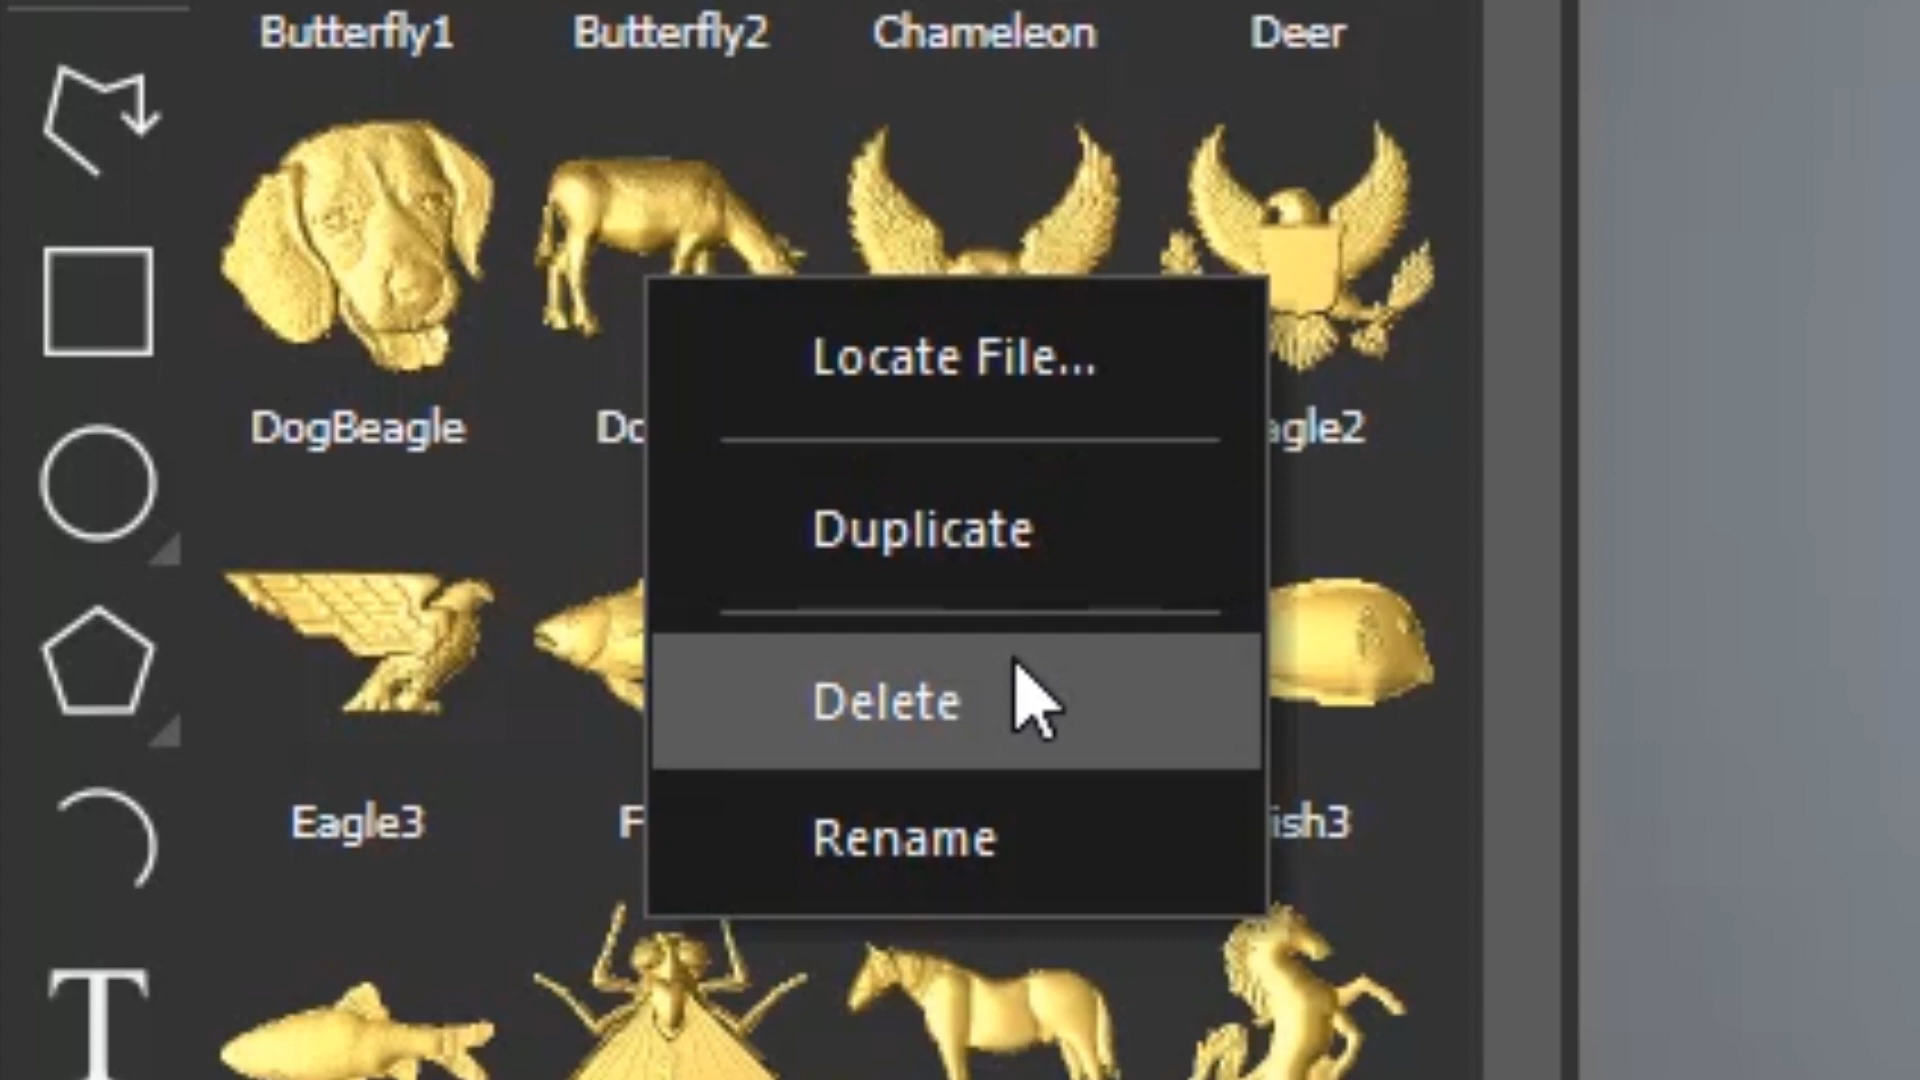 Butterfly1 Butterfly2 Chameleon Deer
Locate File...
DogBeagle
Duplicate
Delete
Eagle3
Rename
T